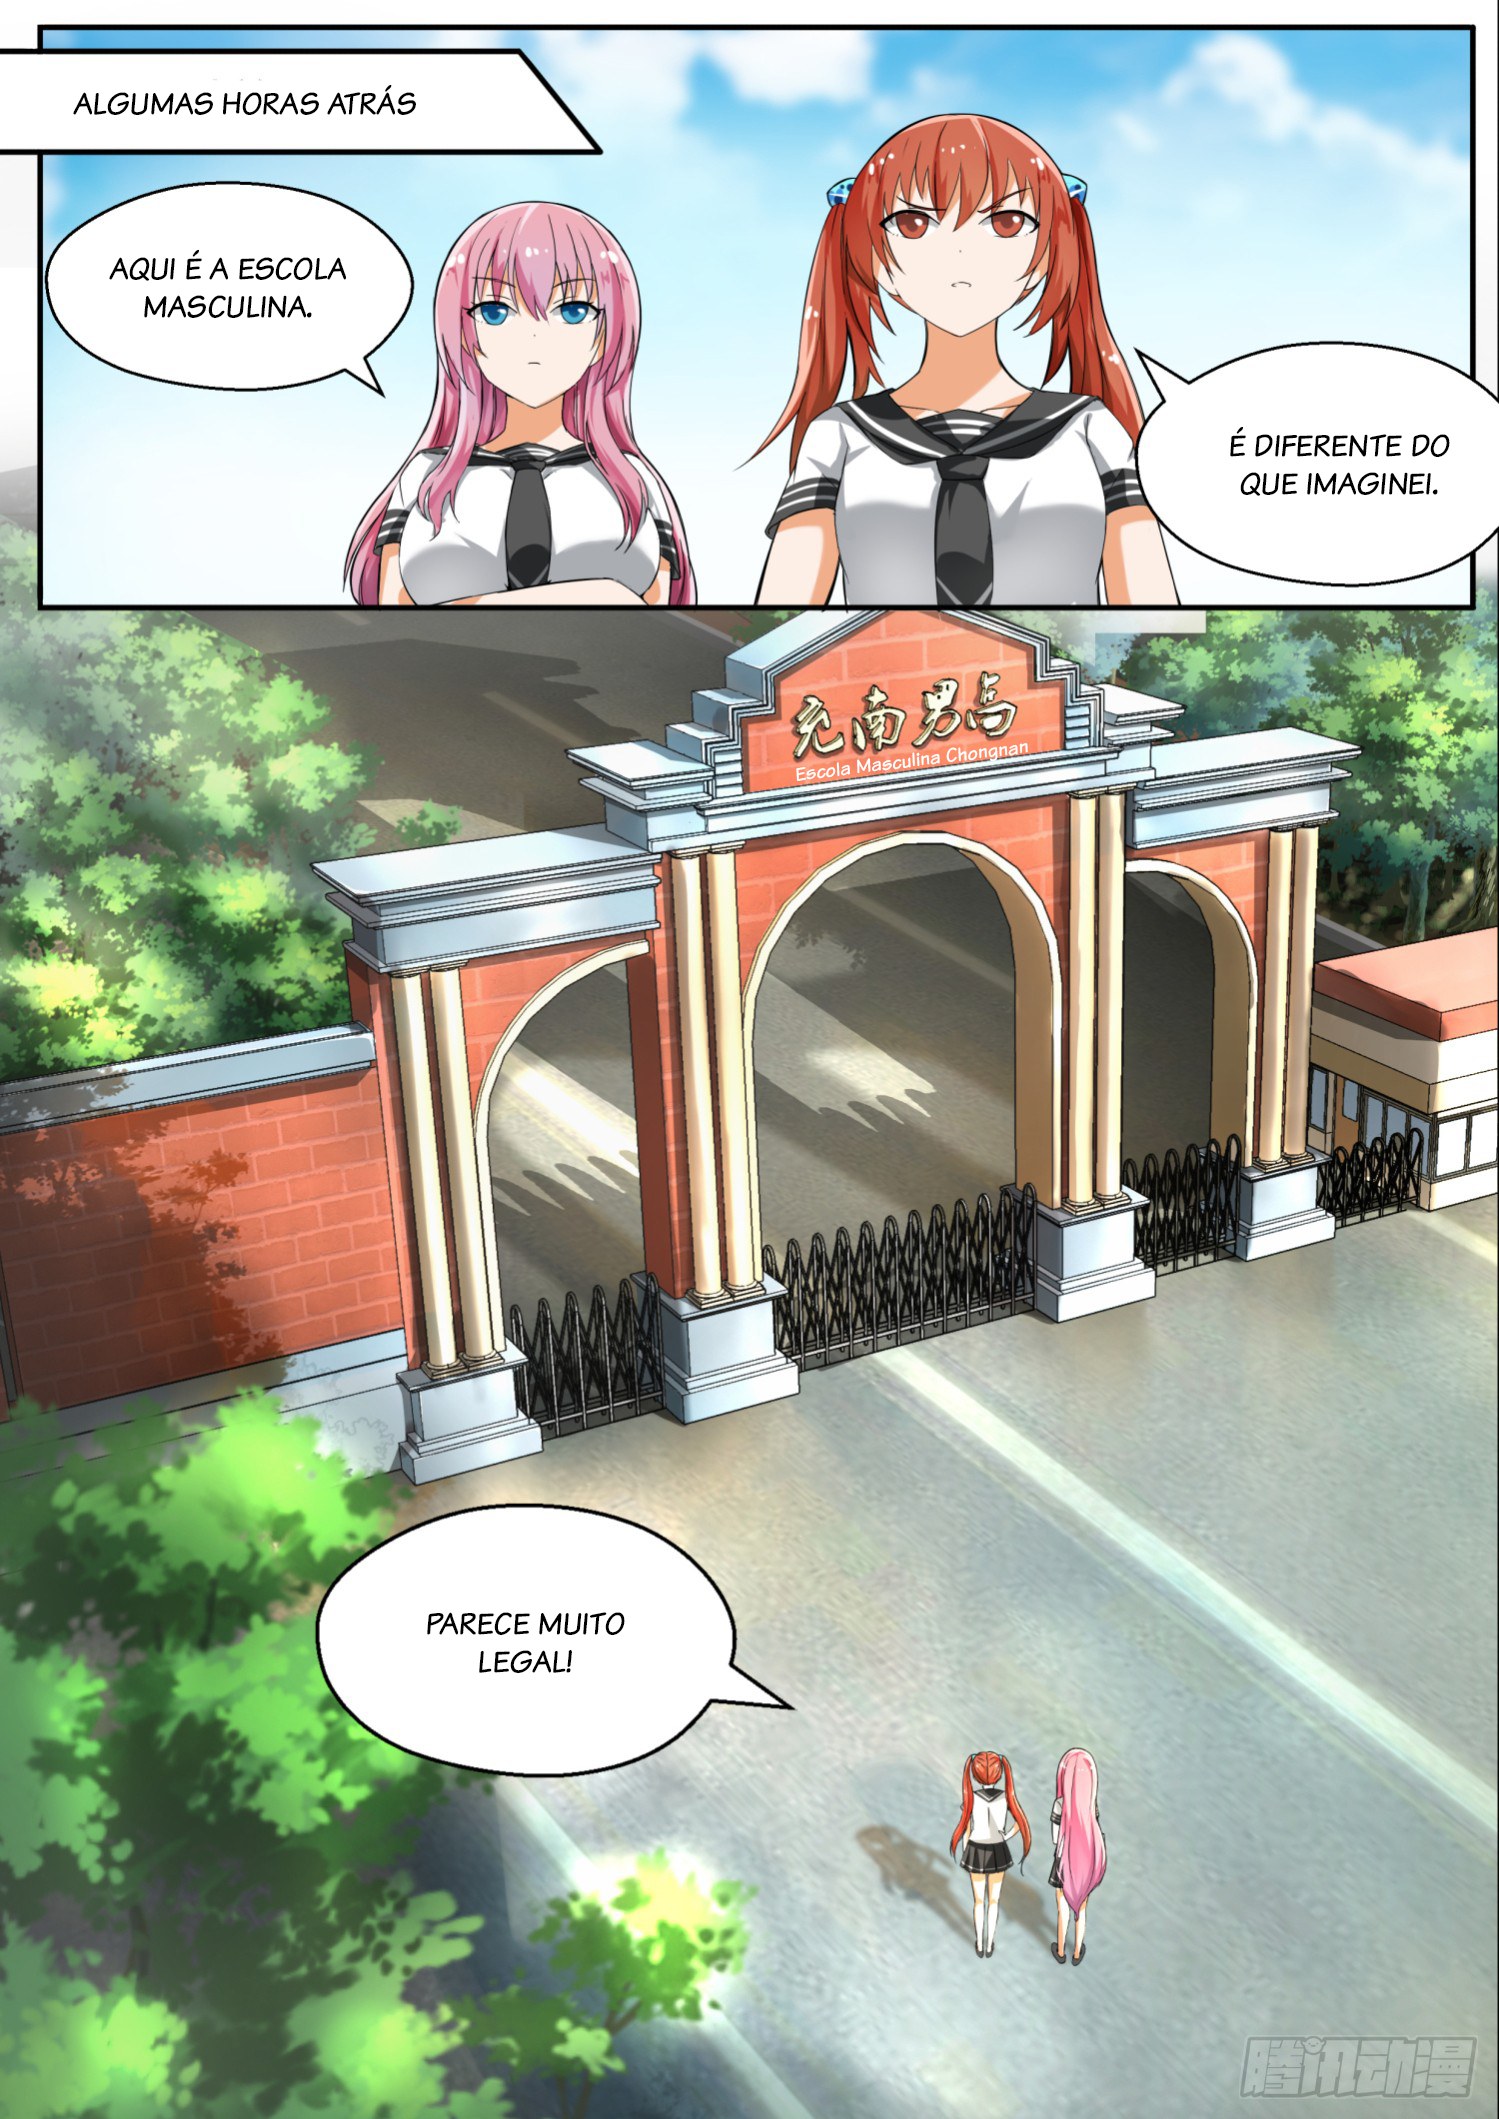 ALGUMAS HORAS ATRÁS
AQUI É A ESCOLA
MASCULINA.
É DIFERENTE DO
QUE IMAGINEI.
充南男高
Escola Masculina Chongnan
PARECE MUITO
LEGAL!
腾讯动漫